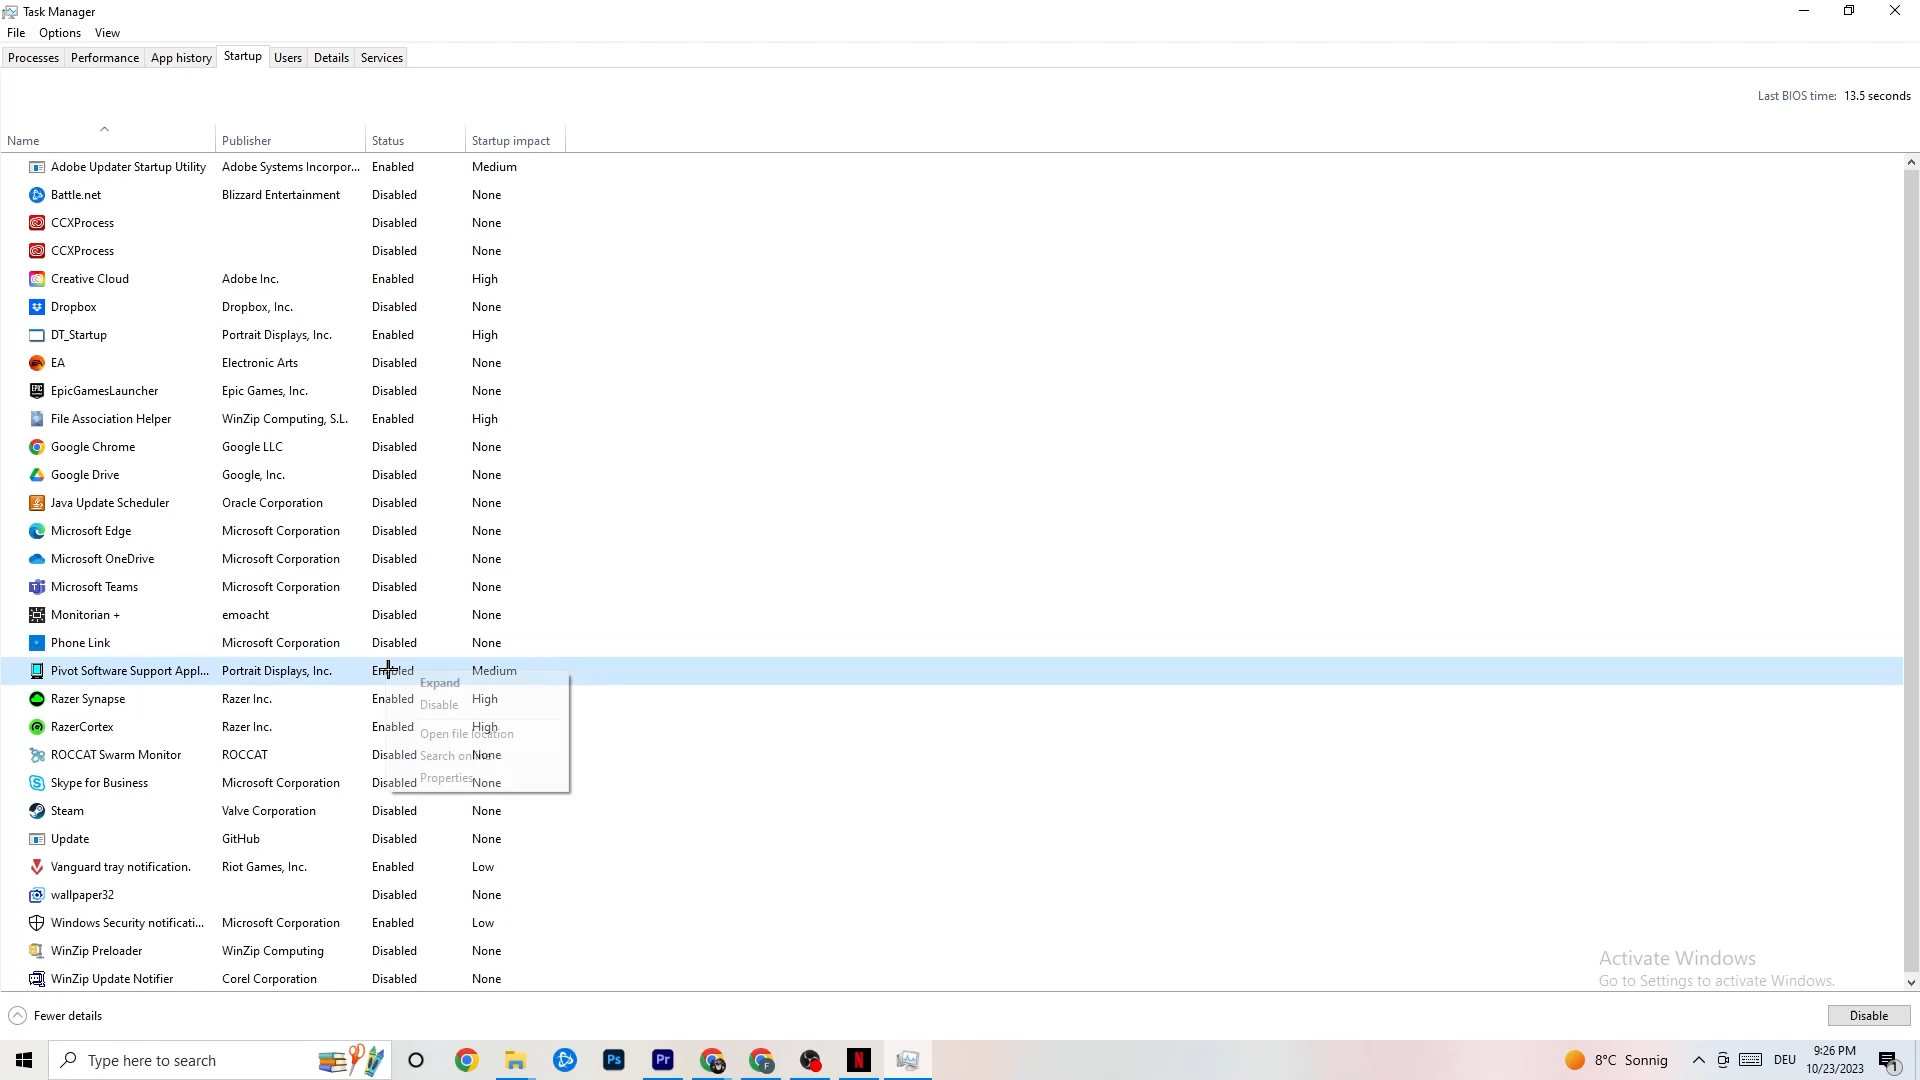 Task Manager
File Options View
Processes Performance App history Startup Users Details Services
Last BIOS time: 13.5 seconds
Name Publisher Status Startup impact
Adobe Updater Startup Utility Adobe Systems Incorpor... Enabled Medium
Battle.net Blizzard Entertainment Disabled None
CCXProcess Disabled None
CCXProcess Disabled None
Creative Cloud Adobe Inc. Enabled High
Dropbox Dropbox, Inc. Disabled None
DT_Startup Portrait Displays, Inc. Enabled High
EA Electronic Arts Disabled None
EpicGamesLauncher Epic Games, Inc. Disabled None
File Association Helper WinZip Computing, S.L. Enabled High
Google Chrome Google LLC Disabled None
Google Drive Google, Inc. Disabled None
Java Update Scheduler Oracle Corporation Disabled None
Microsoft Edge Microsoft Corporation Disabled None
Microsoft OneDrive Microsoft Corporation Disabled None
Microsoft Teams Microsoft Corporation Disabled None
Monitorian + emoacht Disabled None
Phone Link Microsoft Corporation Disabled None
Pivot Software Support Appl... Portrait Displays, Inc. Enabled Medium
Expand
Razer Synapse Razer Inc. Enabled High
Disable
RazerCortex Razer Inc. Enabled High
Open file location
ROCCAT Swarm Monitor ROCCAT Disabled None
Search online
Skype for Business Microsoft Corporation Disabled None
Properties
Steam Valve Corporation Disabled None
Update GitHub Disabled None
Vanguard tray notification. Riot Games, Inc. Enabled Low
wallpaper32 Disabled None
Windows Security notificati... Microsoft Corporation Enabled Low
WinZip Preloader WinZip Computing Disabled None
WinZip Update Notifier Corel Corporation Disabled None
Activate Windows
Go to Settings to activate Windows.
Fewer details
Disable
Type here to search
Ps
Pr
F
N
8°C Sonnig
DEU
9:26 PM
10/23/2023
1